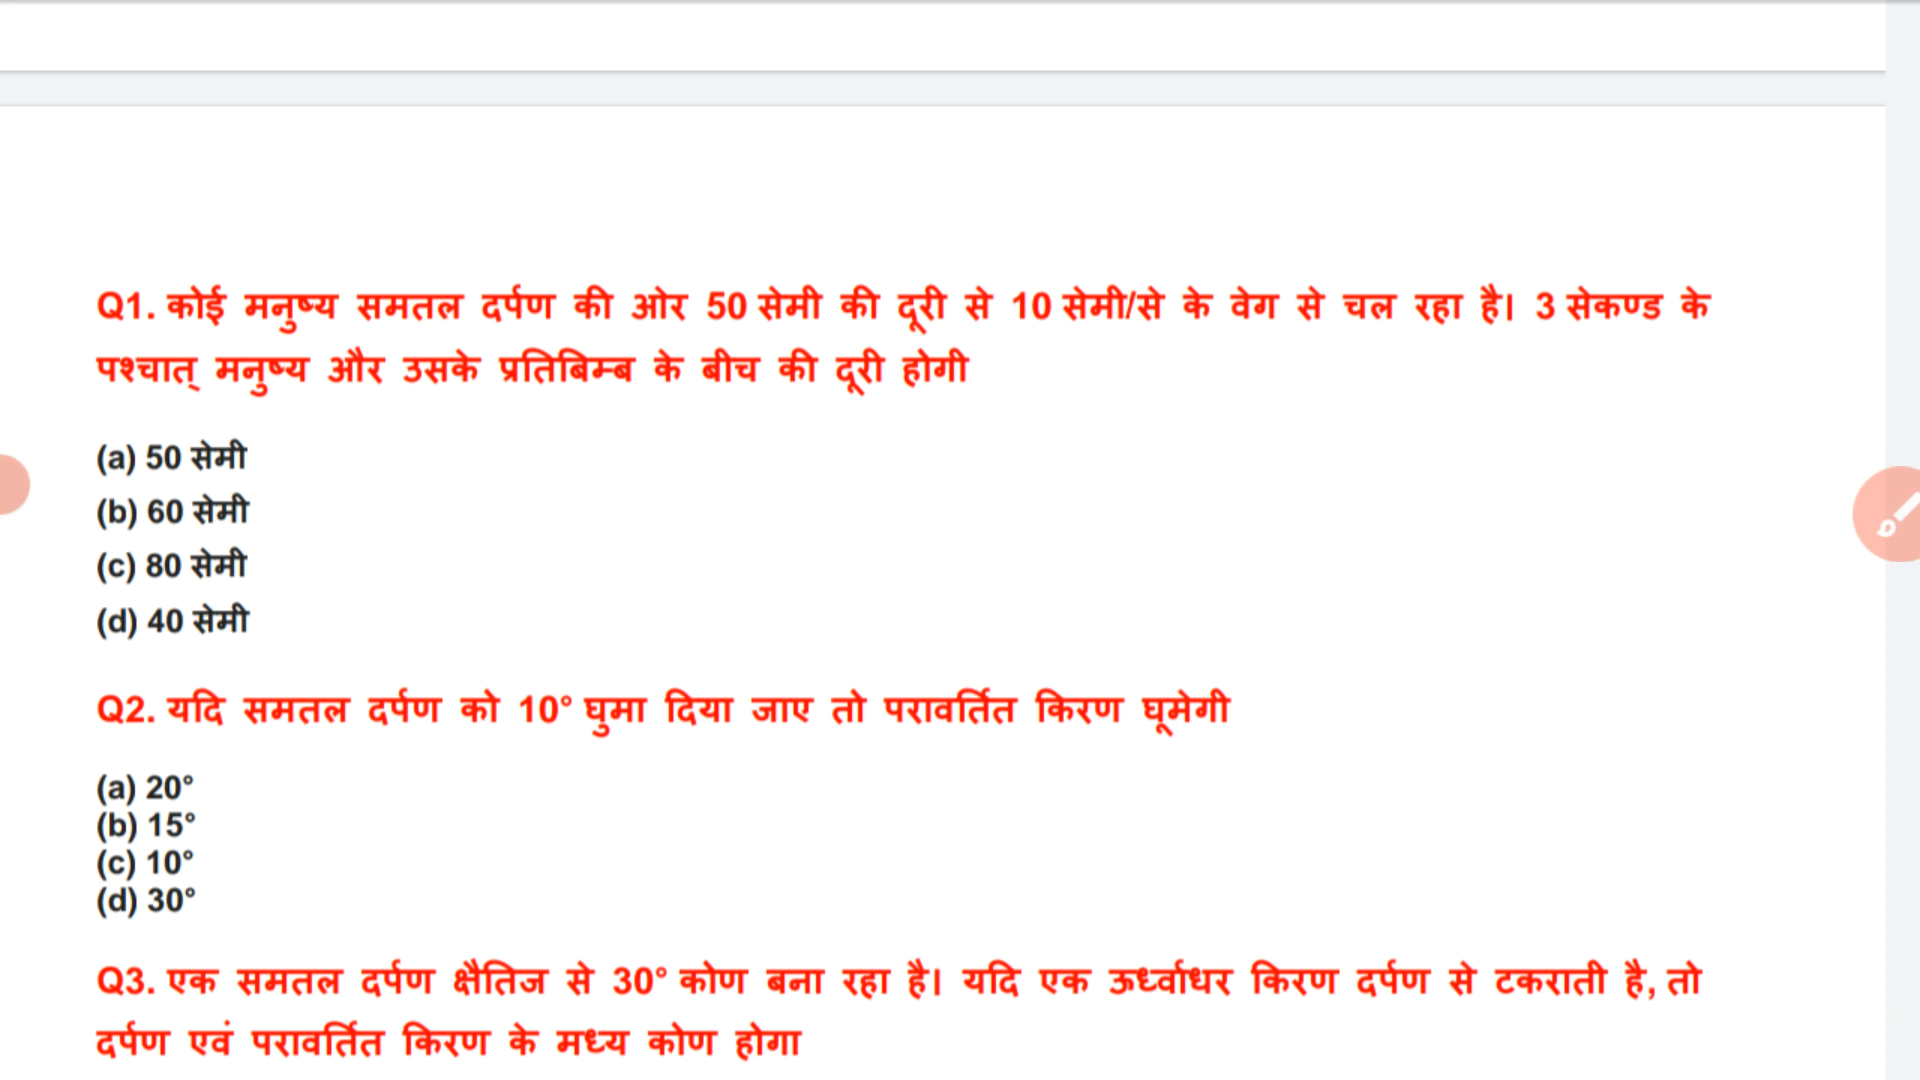 Q1. कोई मनुष्य समतल दर्पण की ओर 50 सेमी की दूरी से 10 सेमी/से के वेग से चल रहा है। 3 सेकण्ड के
पश्चात् मनुष्य और उसके प्रतिबिम्ब के बीच की दूरी होगी
(a) 50 सेमी
(b) 60 सेमी
(c) 80 सेमी
(d) 40 सेमी
Q2. यदि समतल दर्पण को 10° घुमा दिया जाए तो परावर्तित किरण घूमेगी
(a) 20°
(b) 15°
(c) 10°
(d) 30°
Q3. एक समतल दर्पण क्षैतिज से 30° कोण बना रहा है। यदि एक ऊर्ध्वाधर किरण दर्पण से टकराती है, तो
दर्पण एवं परावर्तित किरण के मध्य कोण होगा